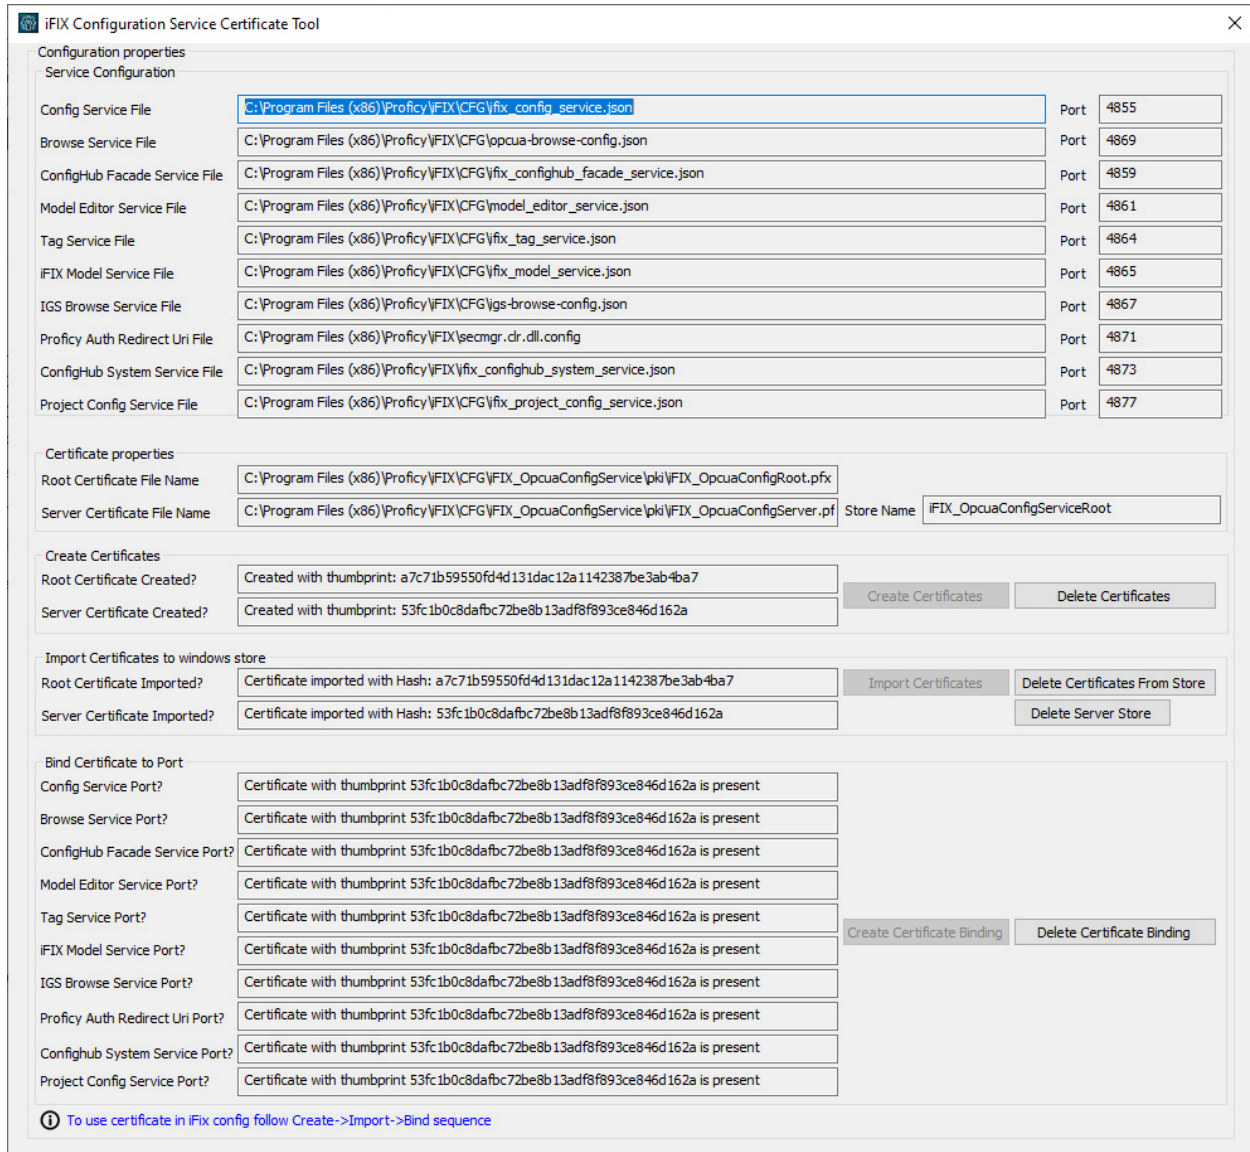 iFIX Configuration Service Certificate Tool
Configuration properties
Service Configuration
Config Service File C:\Program Files (x86)\Proficy\iFIX\CFG\ifix_config_service.json Port 4855
Browse Service File C:\Program Files (x86)\Proficy\iFIX\CFG\opcua-browse-config.json Port 4869
ConfigHub Facade Service File C:\Program Files (x86)\Proficy\iFIX\CFG\ifix_confighub_facade_service.json Port 4859
Model Editor Service File C:\Program Files (x86)\Proficy\iFIX\CFG\model_editor_service.json Port 4861
Tag Service File C:\Program Files (x86)\Proficy\iFIX\CFG\ifix_tag_service.json Port 4864
iFIX Model Service File C:\Program Files (x86)\Proficy\iFIX\CFG\ifix_model_service.json Port 4865
IGS Browse Service File C:\Program Files (x86)\Proficy\iFIX\CFG\igs-browse-config.json Port 4867
Proficy Auth Redirect Uri File C:\Program Files (x86)\Proficy\iFIX\secmgr.clr.dll.config Port 4871
ConfigHub System Service File C:\Program Files (x86)\Proficy\iFIX\ifix_confighub_system_service.json Port 4873
Project Config Service File C:\Program Files (x86)\Proficy\iFIX\CFG\ifix_project_config_service.json Port 4877
Certificate properties
Root Certificate File Name C:\Program Files (x86)\Proficy\iFIX\CFG\iFIX_OpcuaConfigService\pki\iFIX_OpcuaConfigRoot.pfx
Server Certificate File Name C:\Program Files (x86)\Proficy\iFIX\CFG\iFIX_OpcuaConfigService\pki\iFIX_OpcuaConfigServer.pf Store Name iFIX_OpcuaConfigServiceRoot
Create Certificates
Root Certificate Created? Created with thumbprint: a7c71b59550fd4d131dac12a1142387be3ab4ba7
Create Certificates Delete Certificates
Server Certificate Created? Created with thumbprint: 53fc1b0c8dafbc72be8b13adf8f893ce846d162a
Import Certificates to windows store
Root Certificate Imported? Certificate imported with Hash: a7c71b59550fd4d131dac12a1142387be3ab4ba7 Import Certificates Delete Certificates From Store
Server Certificate Imported? Certificate imported with Hash: 53fc1b0c8dafbc72be8b13adf8f893ce846d162a Delete Server Store
Bind Certificate to Port
Config Service Port? Certificate with thumbprint 53fc1b0c8dafbc72be8b13adf8f893ce846d162a is present
Browse Service Port? Certificate with thumbprint 53fc1b0c8dafbc72be8b13adf8f893ce846d162a is present
ConfigHub Facade Service Port? Certificate with thumbprint 53fc1b0c8dafbc72be8b13adf8f893ce846d162a is present
Model Editor Service Port? Certificate with thumbprint 53fc1b0c8dafbc72be8b13adf8f893ce846d162a is present
Tag Service Port? Certificate with thumbprint 53fc1b0c8dafbc72be8b13adf8f893ce846d162a is present
Create Certificate Binding Delete Certificate Binding
iFIX Model Service Port? Certificate with thumbprint 53fc1b0c8dafbc72be8b13adf8f893ce846d162a is present
IGS Browse Service Port? Certificate with thumbprint 53fc1b0c8dafbc72be8b13adf8f893ce846d162a is present
Proficy Auth Redirect Uri Port? Certificate with thumbprint 53fc1b0c8dafbc72be8b13adf8f893ce846d162a is present
Confighub System Service Port? Certificate with thumbprint 53fc1b0c8dafbc72be8b13adf8f893ce846d162a is present
Project Config Service Port? Certificate with thumbprint 53fc1b0c8dafbc72be8b13adf8f893ce846d162a is present
To use certificate in iFix config follow Create->Import->Bind sequence